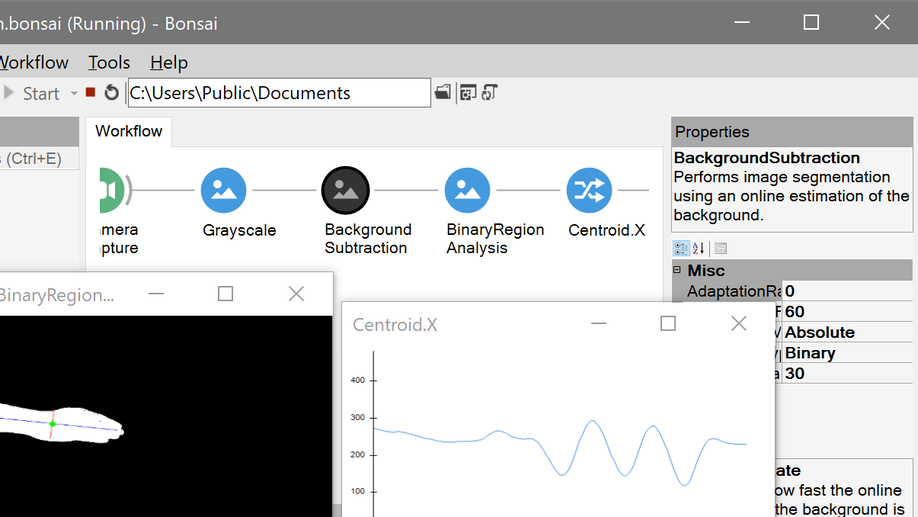 n.bonsai (Running) - Bonsai
Workflow Tools Help
Start C:\Users\Public\Documents
(Ctrl+E)
Workflow
Grayscale
Background
Subtraction
BinaryRegion
Analysis
Centroid.X
Properties
BackgroundSubtraction
Performs image segmentation
using an online estimation of the
background.
Misc
AdaptationRa 0
60
Absolute
Binary
30
BinaryRegion...
Centroid.X
400
300
200
100
ate
ow fast the online
the background is